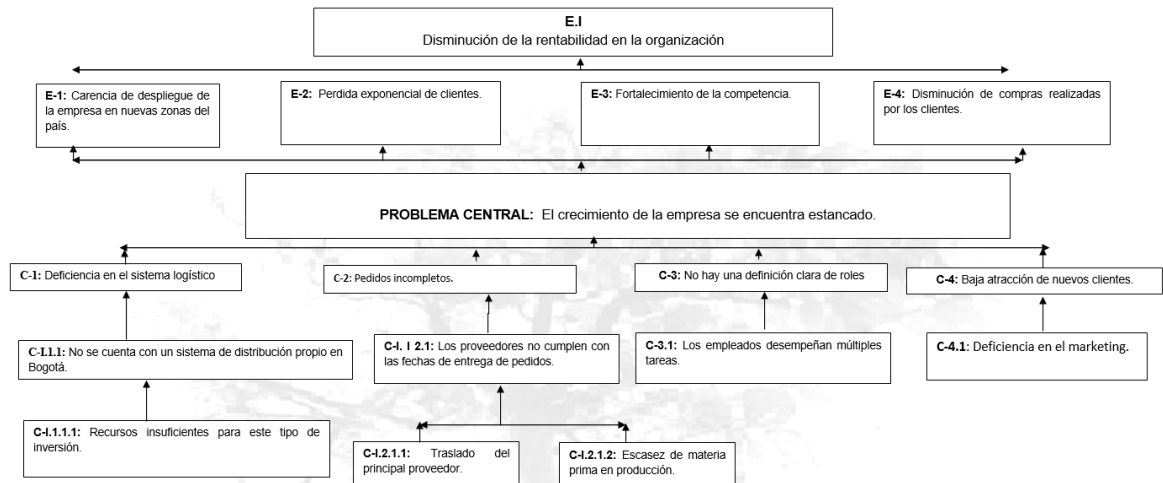 E.I
Disminución de la rentabilidad en la organización
E-1: Carencia de despliegue de
la empresa en nuevas zonas del
país.
E-2: Perdida exponencial de clientes.
E-3: Fortalecimiento de la competencia.
E-4: Disminución de compras realizadas
por los clientes.
PROBLEMA CENTRAL: El crecimiento de la empresa se encuentra estancado.
C-1: Deficiencia en el sistema logístico
C-2: Pedidos incompletos.
C-3: No hay una definición clara de roles
C-4: Baja atracción de nuevos clientes.
C-I.1.1: No se cuenta con un sistema de distribución propio en
Bogotá.
C-I. I 2.1: Los proveedores no cumplen con
las fechas de entrega de pedidos.
C-3.1: Los empleados desempeñan múltiples
tareas.
C-4.1: Deficiencia en el marketing.
C-I.1.1.1: Recursos insuficientes para este tipo de
inversión.
C-I.2.1.1: Traslado del
principal proveedor.
C-I.2.1.2: Escasez de materia
prima en producción.